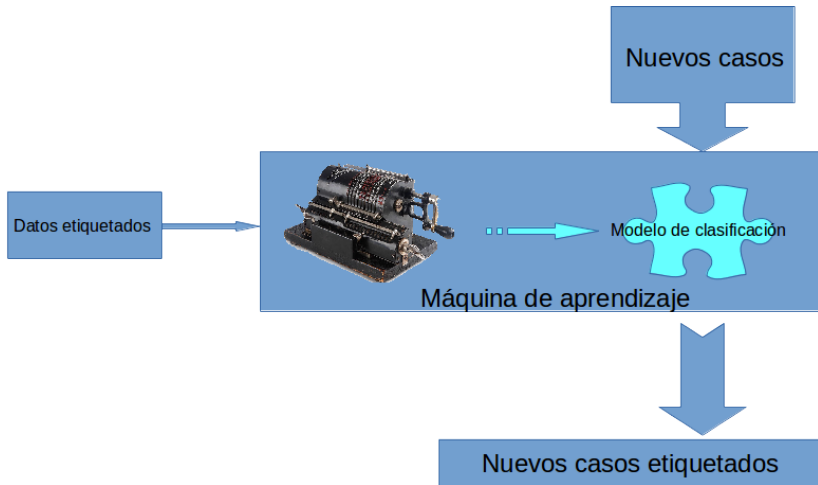 Nuevos casos
Datos etiquetados
Modelo de clasificación
Máquina de aprendizaje
Nuevos casos etiquetados